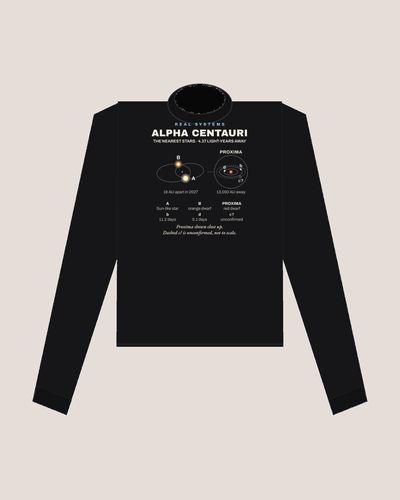 REAL SYSTEMS
ALPHA CENTAURI
THE NEAREST STARS · 4.37 LIGHT-YEARS AWAY
PROXIMA
B
A
b
d
c?
18 AU apart in 2027
13,000 AU away
A B PROXIMA
Sun-like star orange dwarf red dwarf
b d c?
11.2 days 5.1 days unconfirmed
Proxima shown close up.
Dashed c? is unconfirmed, not to scale.